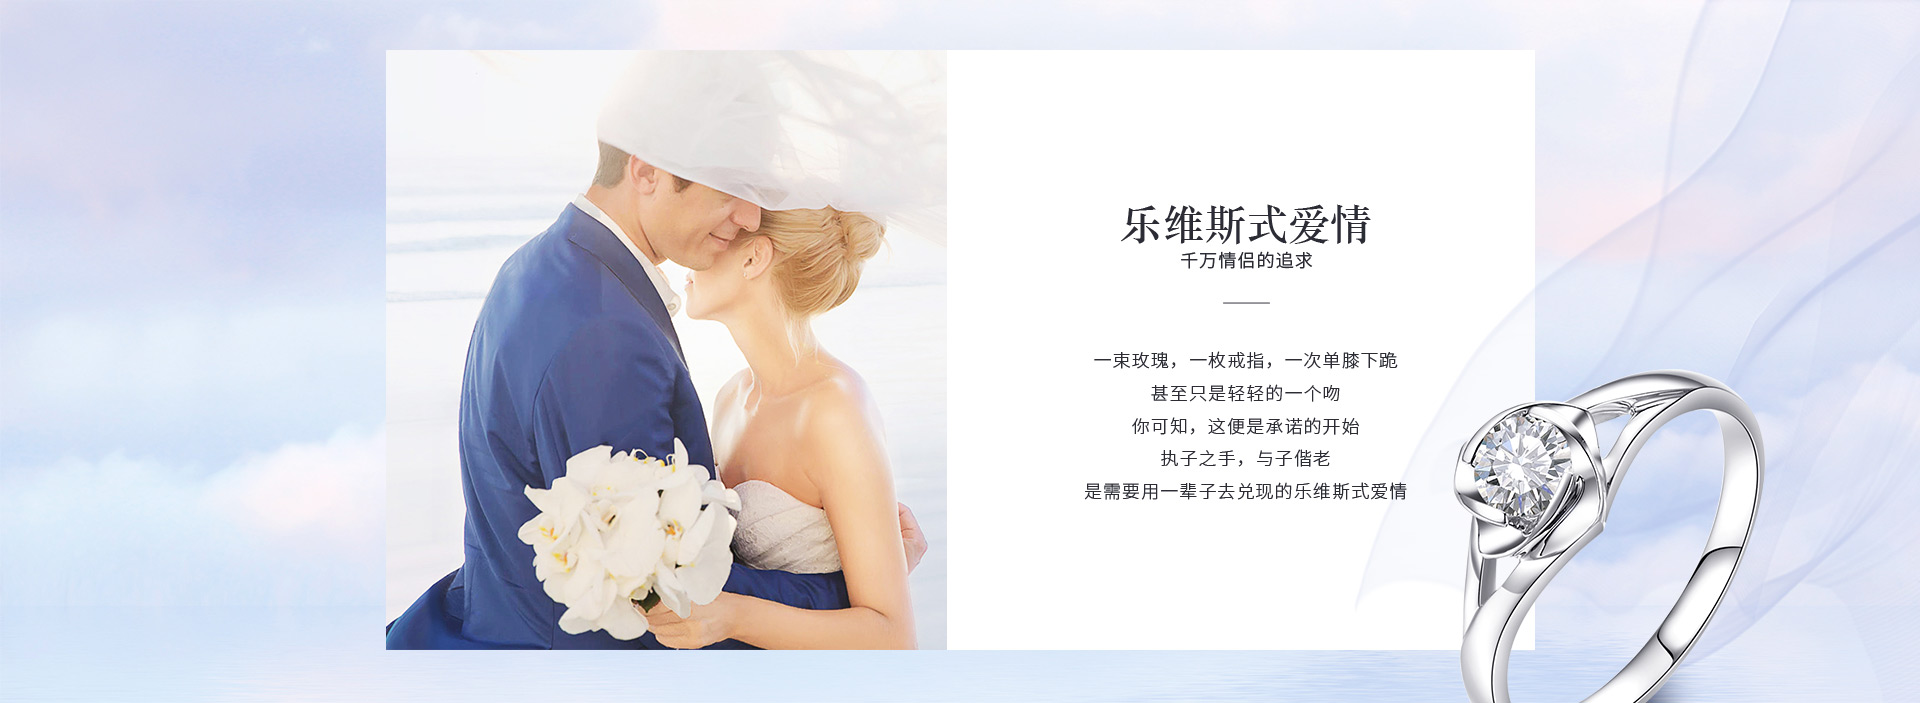 乐维斯式爱情
千万情侣的追求
一束玫瑰，一枚戒指，一次单膝下跪
甚至只是轻轻的一个吻
你可知，这便是承诺的开始
执子之手，与子偕老
是需要用一辈子去兑现的乐维斯式爱情